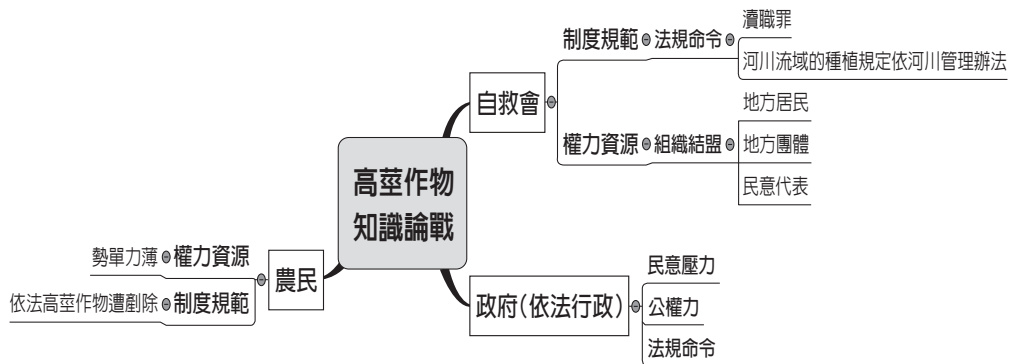 高莖作物
知識論戰
自救會
制度規範
法規命令
瀆職罪
河川流域的種植規定依河川管理辦法
權力資源
組織結盟
地方居民
地方團體
民意代表
政府(依法行政)
民意壓力
公權力
法規命令
農民
權力資源
勢單力薄
制度規範
依法高莖作物遭剷除